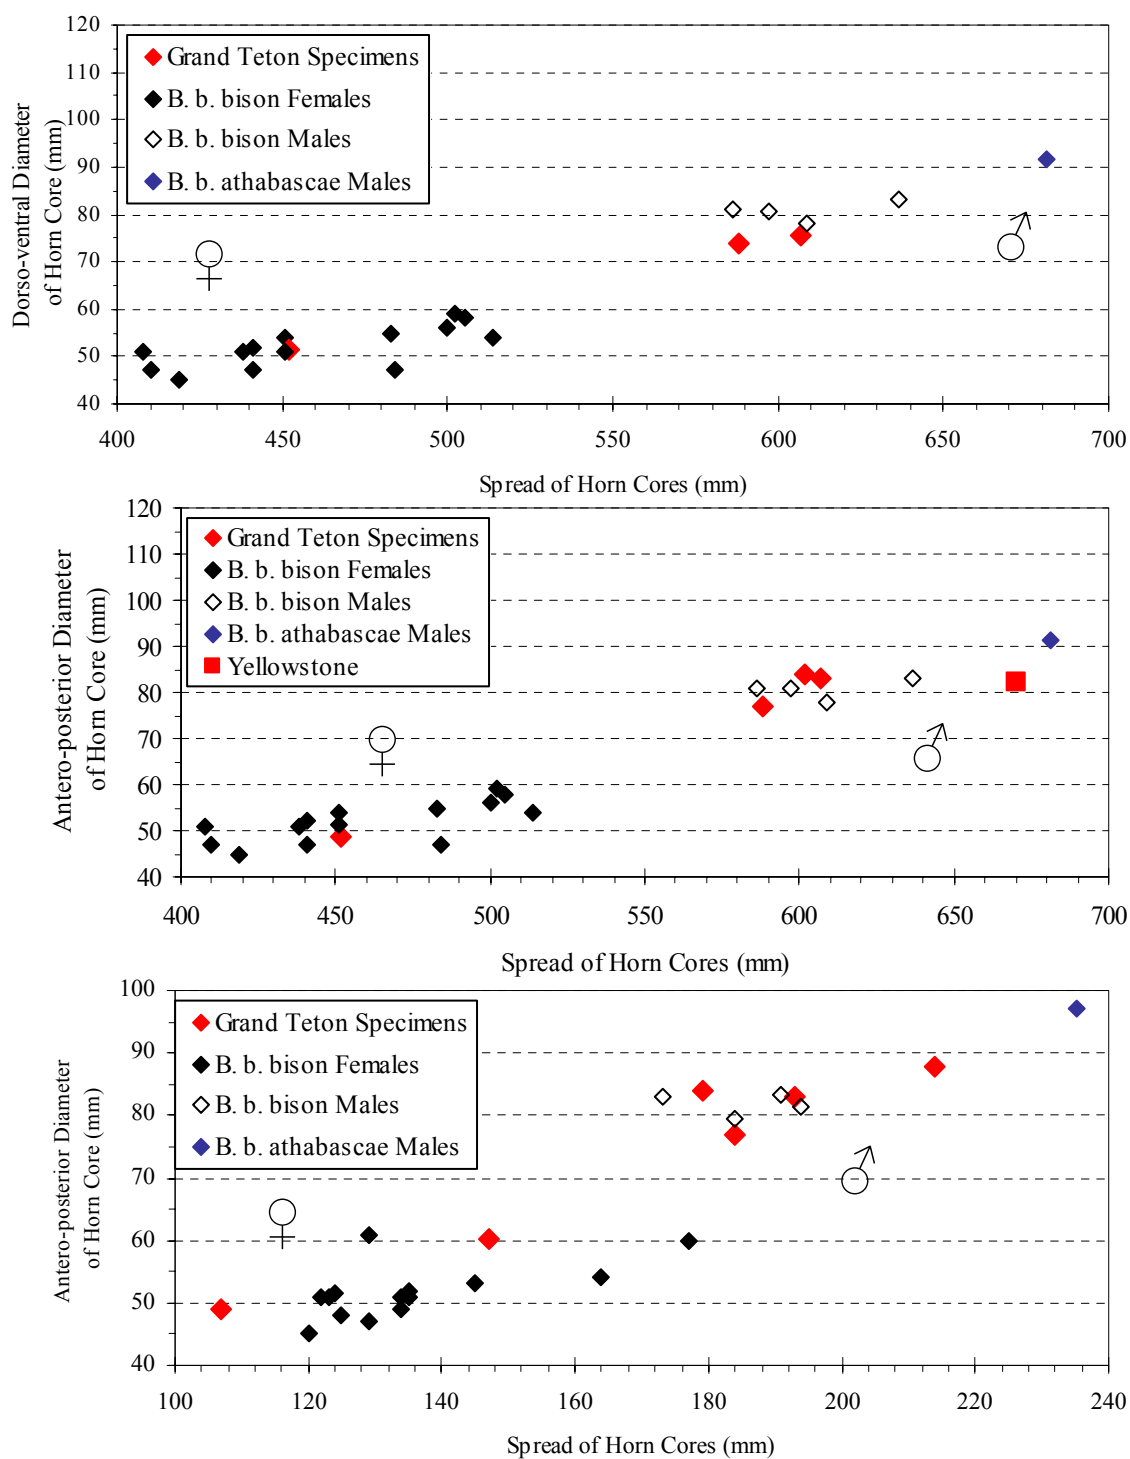 120
110
100
90
80
70
60
50
40
Dorso-ventral Diameter
of Horn Core (mm)
Grand Teton Specimens
B. b. bison Females
B. b. bison Males
B. b. athabascae Males
400 450 500 550 600 650 700
Spread of Horn Cores (mm)
120
110
100
90
80
70
60
50
40
Antero-posterior Diameter
of Horn Core (mm)
Grand Teton Specimens
B. b. bison Females
B. b. bison Males
B. b. athabascae Males
Yellowstone
400 450 500 550 600 650 700
Spread of Horn Cores (mm)
100
90
80
70
60
50
40
Antero-posterior Diameter
of Horn Core (mm)
Grand Teton Specimens
B. b. bison Females
B. b. bison Males
B. b. athabascae Males
100 120 140 160 180 200 220 240
Spread of Horn Cores (mm)